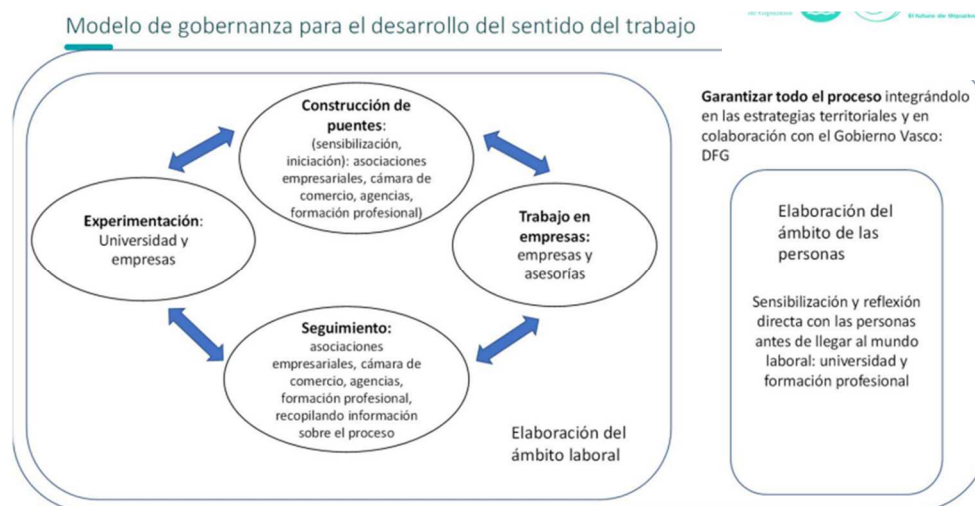 Modelo de gobernanza para el desarrollo del sentido del trabajo
El futuro de
Construcción de
puentes:
(sensibilización,
iniciación): asociaciones
empresariales, cámara de
comercio, agencias,
formación profesional)
Experimentación:
Universidad y
empresas
Trabajo en
empresas:
empresas y
asesorías
Seguimiento:
asociaciones
empresariales, cámara de
comercio, agencias,
formación profesional,
recopilando información
sobre el proceso
Elaboración del
ámbito laboral
Garantizar todo el proceso integrándolo
en las estrategias territoriales y en
colaboración con el Gobierno Vasco:
DFG
Elaboración del
ámbito de las
personas
Sensibilización y reflexión
directa con las personas
antes de llegar al mundo
laboral: universidad y
formación profesional